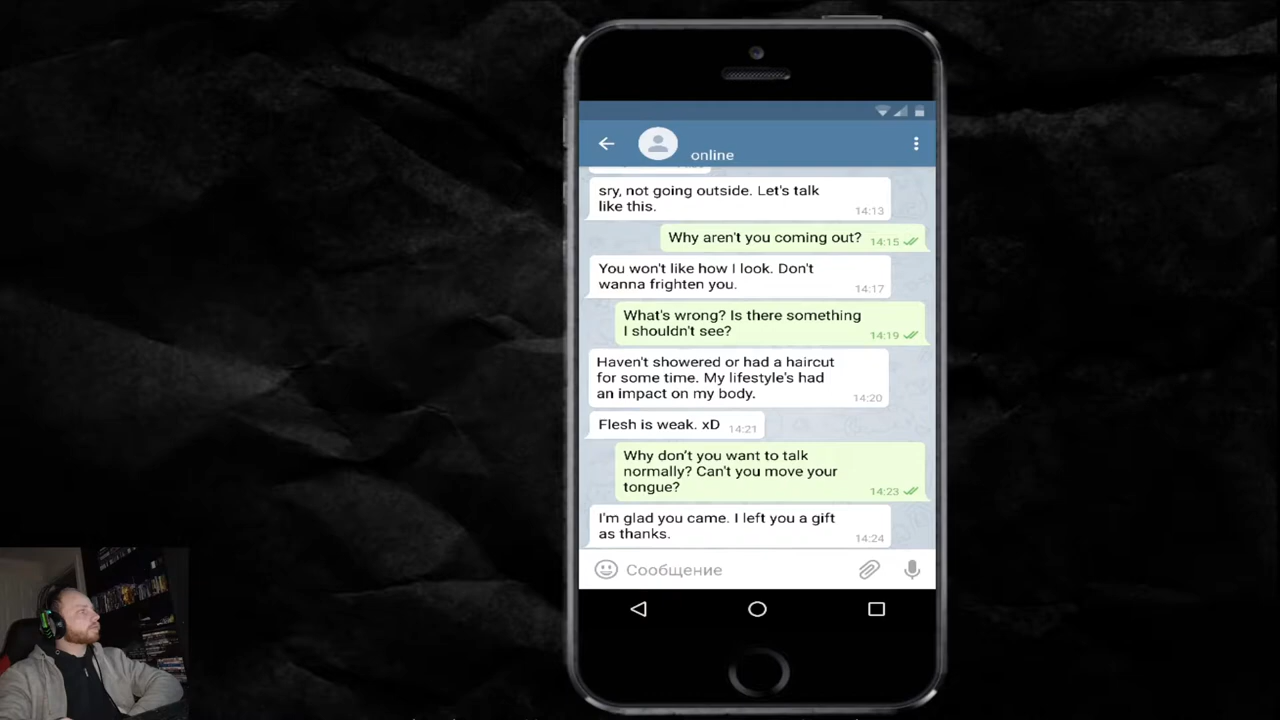 online
sry, not going outside. Let's talk
like this.
14:13
Why aren't you coming out?
14:15
You won't like how I look. Don't
wanna frighten you.
14:17
What's wrong? Is there something
I shouldn't see?
14:19
Haven't showered or had a haircut
for some time. My lifestyle's had
an impact on my body.
14:20
Flesh is weak. xD
14:21
Why don't you want to talk
normally? Can't you move your
tongue?
14:23
I'm glad you came. I left you a gift
as thanks.
14:24
Сообщение